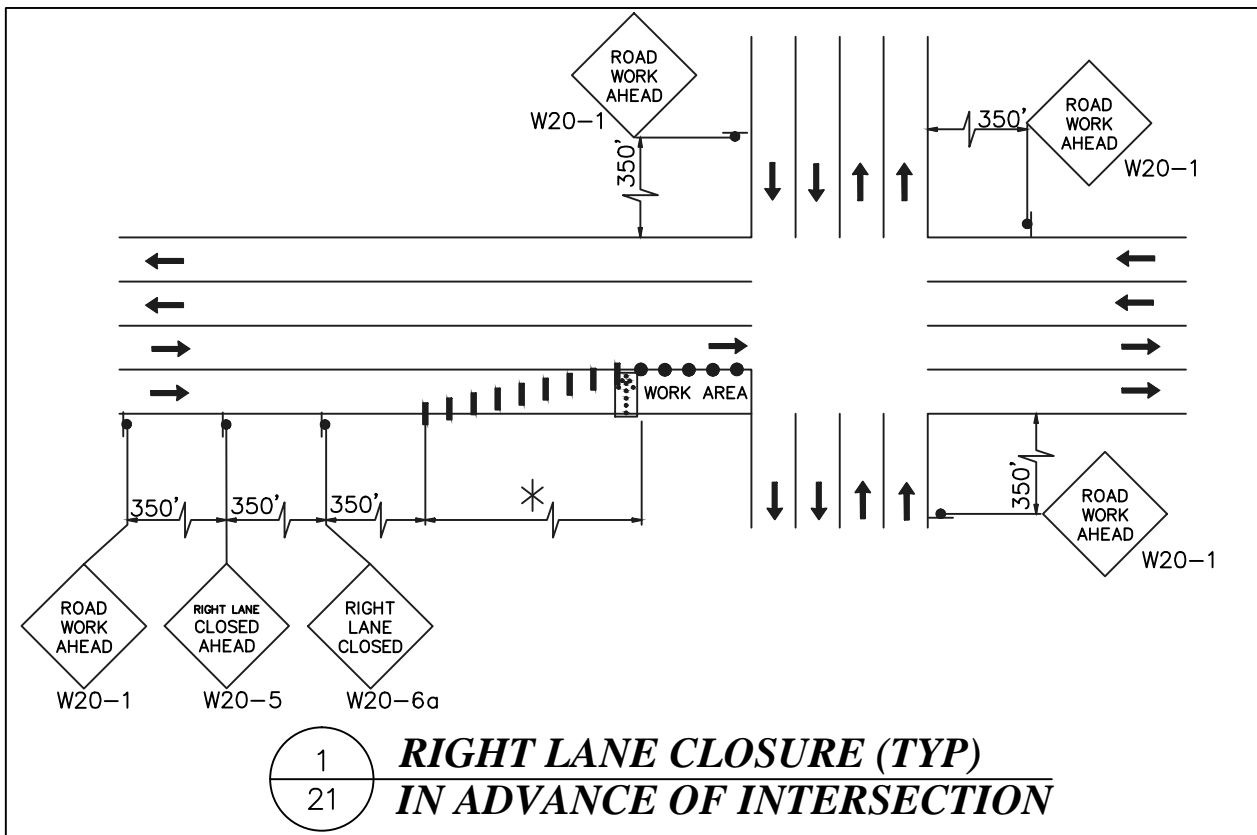 ROAD
WORK
AHEAD
W20-1
350'
350'
ROAD
WORK
AHEAD
W20-1
WORK AREA
350'
350'
350'
350'
ROAD
WORK
AHEAD
W20-1
ROAD
WORK
AHEAD
W20-1
RIGHT LANE
CLOSED
AHEAD
W20-5
RIGHT
LANE
CLOSED
W20-6a
1
21
RIGHT LANE CLOSURE (TYP)
IN ADVANCE OF INTERSECTION